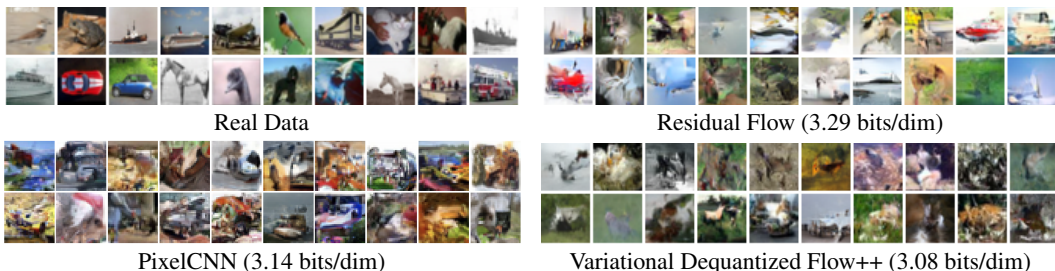 Real Data
Residual Flow (3.29 bits/dim)
PixelCNN (3.14 bits/dim)
Variational Dequantized Flow++ (3.08 bits/dim)